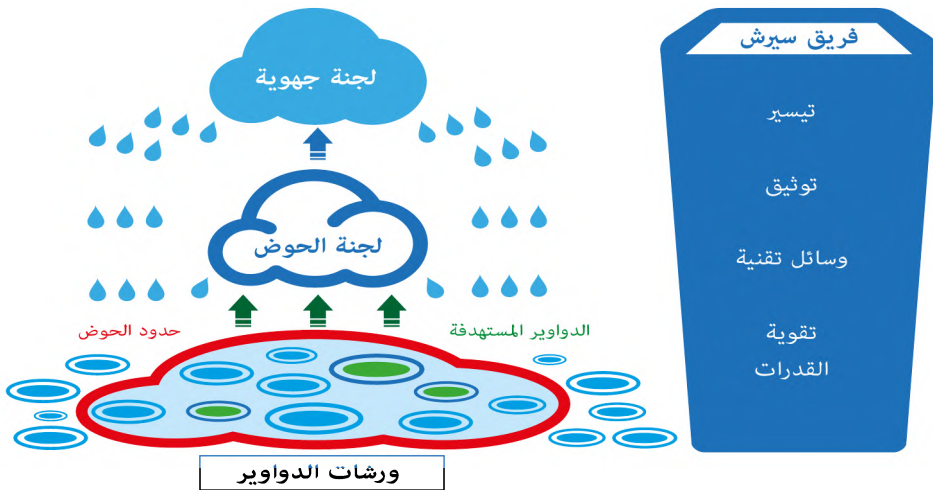 لجنة جهوية
لجنة الحوض
الدواوير المستهدفة
حدود الحوض
ورشات الدواوير
فريق سيرش
تيسير
توثيق
وسائل تقنية
تقوية
القدرات